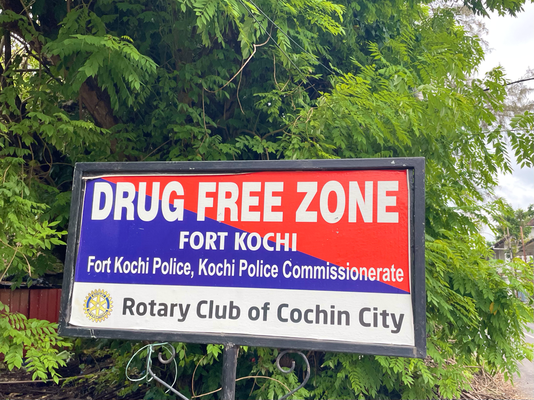 DRUG FREE ZONE
FORT KOCHI
Fort Kochi Police, Kochi Police Commissionerate
Rotary Club of Cochin City